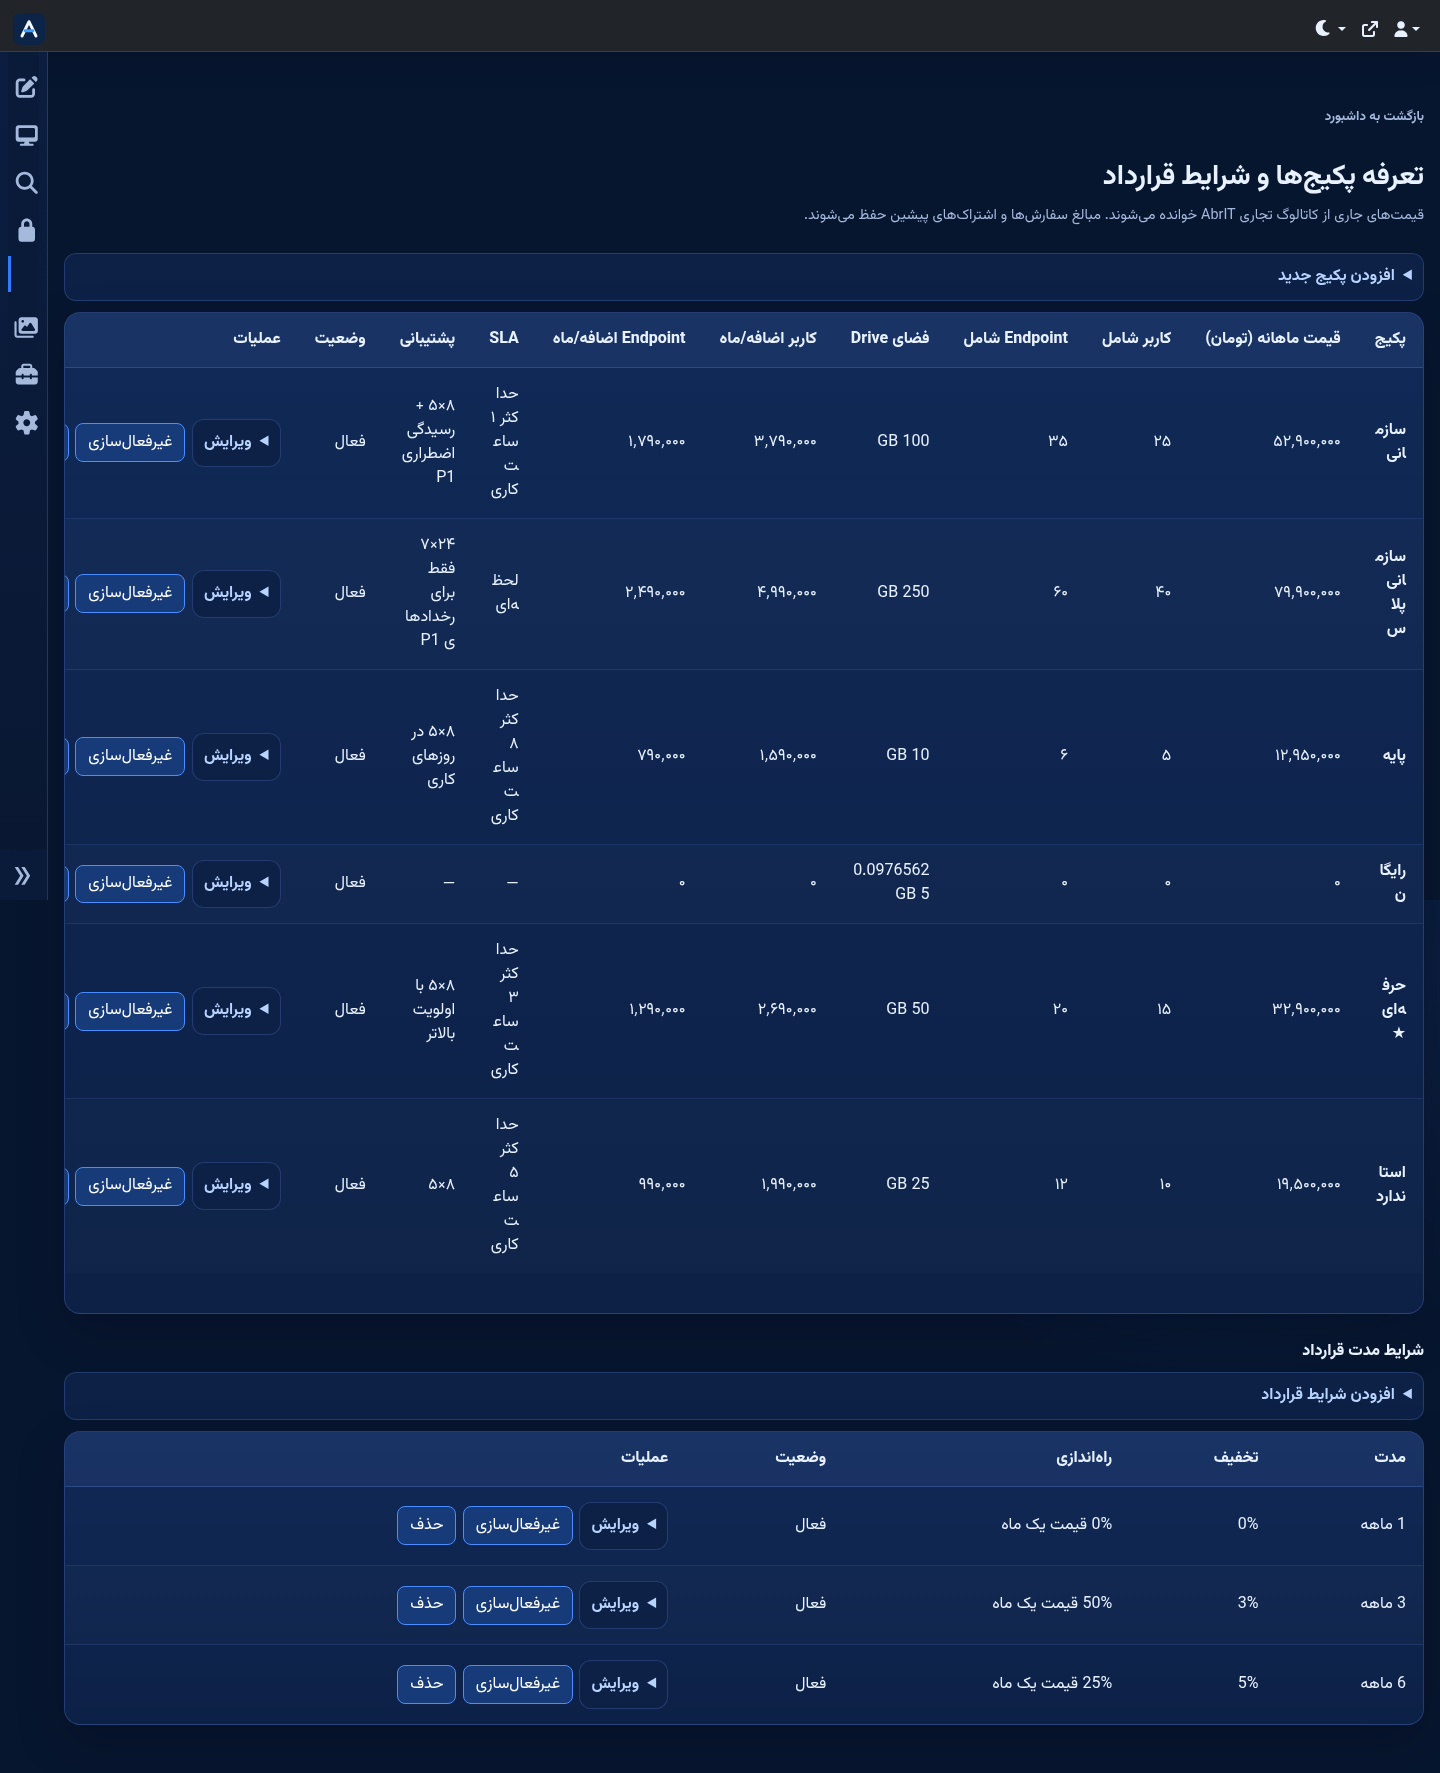 بازگشت به داشبورد
تعرفه پکیج‌ها و شرایط قرارداد
قیمت‌های جاری از کاتالوگ تجاری AbrIT خوانده می‌شوند. مبالغ سفارش‌ها و اشتراک‌های پیشین حفظ می‌شوند.
افزودن پکیج جدید
پکیج قیمت ماهانه (تومان) کاربر شامل Endpoint شامل فضای Drive کاربر اضافه/ماه Endpoint اضافه/ماه SLA پشتیبانی وضعیت عملیات
سازمانی ۵۲٬۹۰۰٬۰۰۰ ۲۵ ۳۵ 100 GB ۳٬۷۹۰٬۰۰۰ ۱٬۷۹۰٬۰۰۰ حداکثر ۱ ساعت کاری ۸×۵ + رسیدگی اضطراری P1 فعال ویرایش غیرفعال‌سازی
سازمانی پلاس ۷۹٬۹۰۰٬۰۰۰ ۴۰ ۶۰ 250 GB ۴٬۹۹۰٬۰۰۰ ۲٬۴۹۰٬۰۰۰ لحظه‌ای ۲۴×۷ فقط برای رخدادهای P1 فعال ویرایش غیرفعال‌سازی
پایه ۱۲٬۹۵۰٬۰۰۰ ۵ ۶ 10 GB ۱٬۵۹۰٬۰۰۰ ۷۹۰٬۰۰۰ حداکثر ۸ ساعت کاری ۸×۵ در روزهای کاری فعال ویرایش غیرفعال‌سازی
رایگان ۰ ۰ ۰ 0.09765625 GB ۰ ۰ — — فعال ویرایش غیرفعال‌سازی
حرفه‌ای ★ ۳۲٬۹۰۰٬۰۰۰ ۱۵ ۲۰ 50 GB ۲٬۶۹۰٬۰۰۰ ۱٬۲۹۰٬۰۰۰ حداکثر ۳ ساعت کاری ۸×۵ با اولویت بالاتر فعال ویرایش غیرفعال‌سازی
استاندارد ۱۹٬۵۰۰٬۰۰۰ ۱۰ ۱۲ 25 GB ۱٬۹۹۰٬۰۰۰ ۹۹۰٬۰۰۰ حداکثر ۵ ساعت کاری ۸×۵ فعال ویرایش غیرفعال‌سازی
شرایط مدت قرارداد
افزودن شرایط قرارداد
مدت تخفیف راه‌اندازی وضعیت عملیات
1 ماهه 0% 0% قیمت یک ماه فعال ویرایش غیرفعال‌سازی حذف
3 ماهه 3% 50% قیمت یک ماه فعال ویرایش غیرفعال‌سازی حذف
6 ماهه 5% 25% قیمت یک ماه فعال ویرایش غیرفعال‌سازی حذف